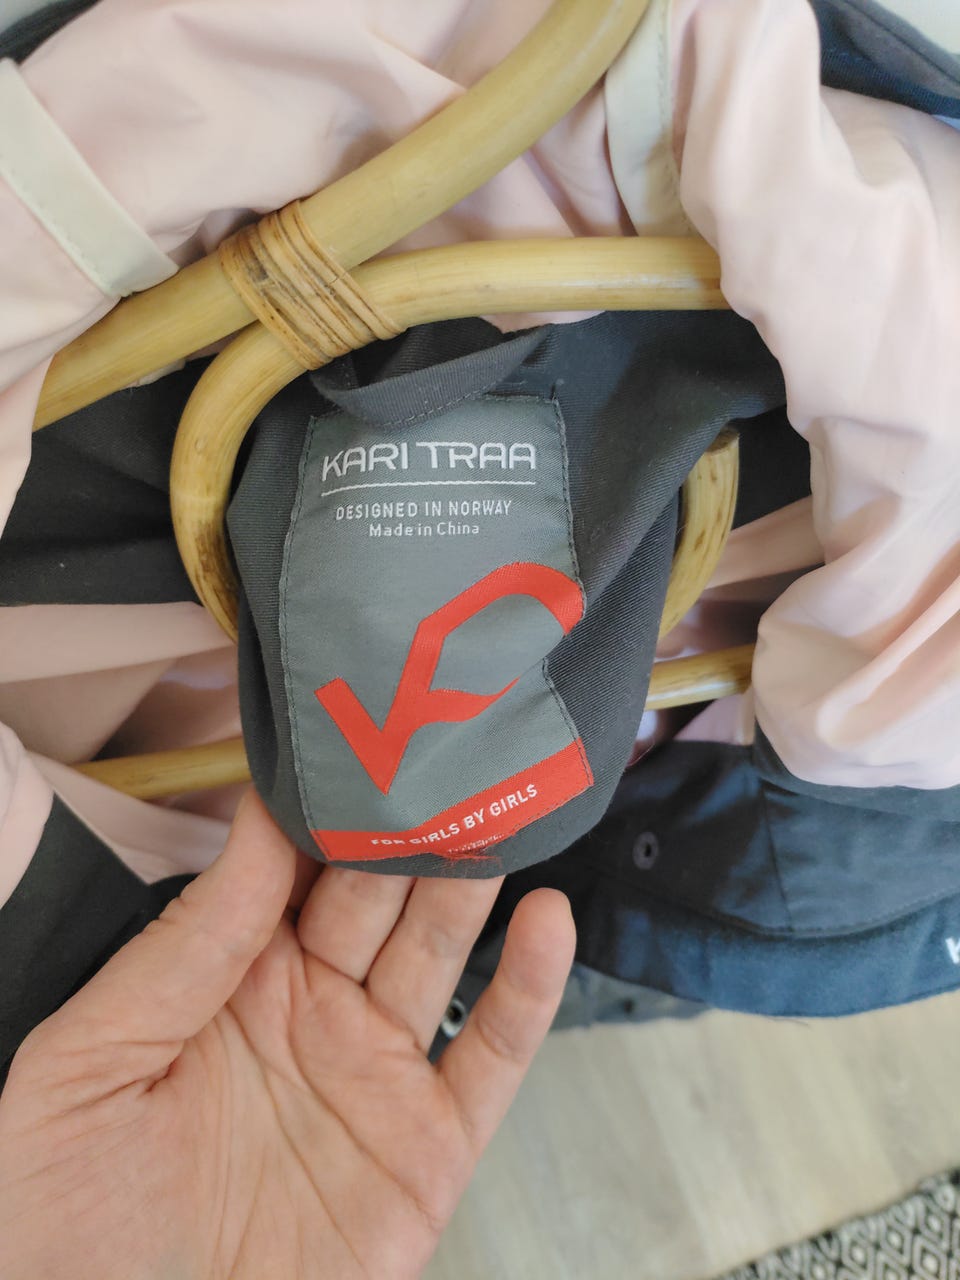 KARI TRAA
DESIGNED IN NORWAY
Made in China
FOR GIRLS BY GIRLS